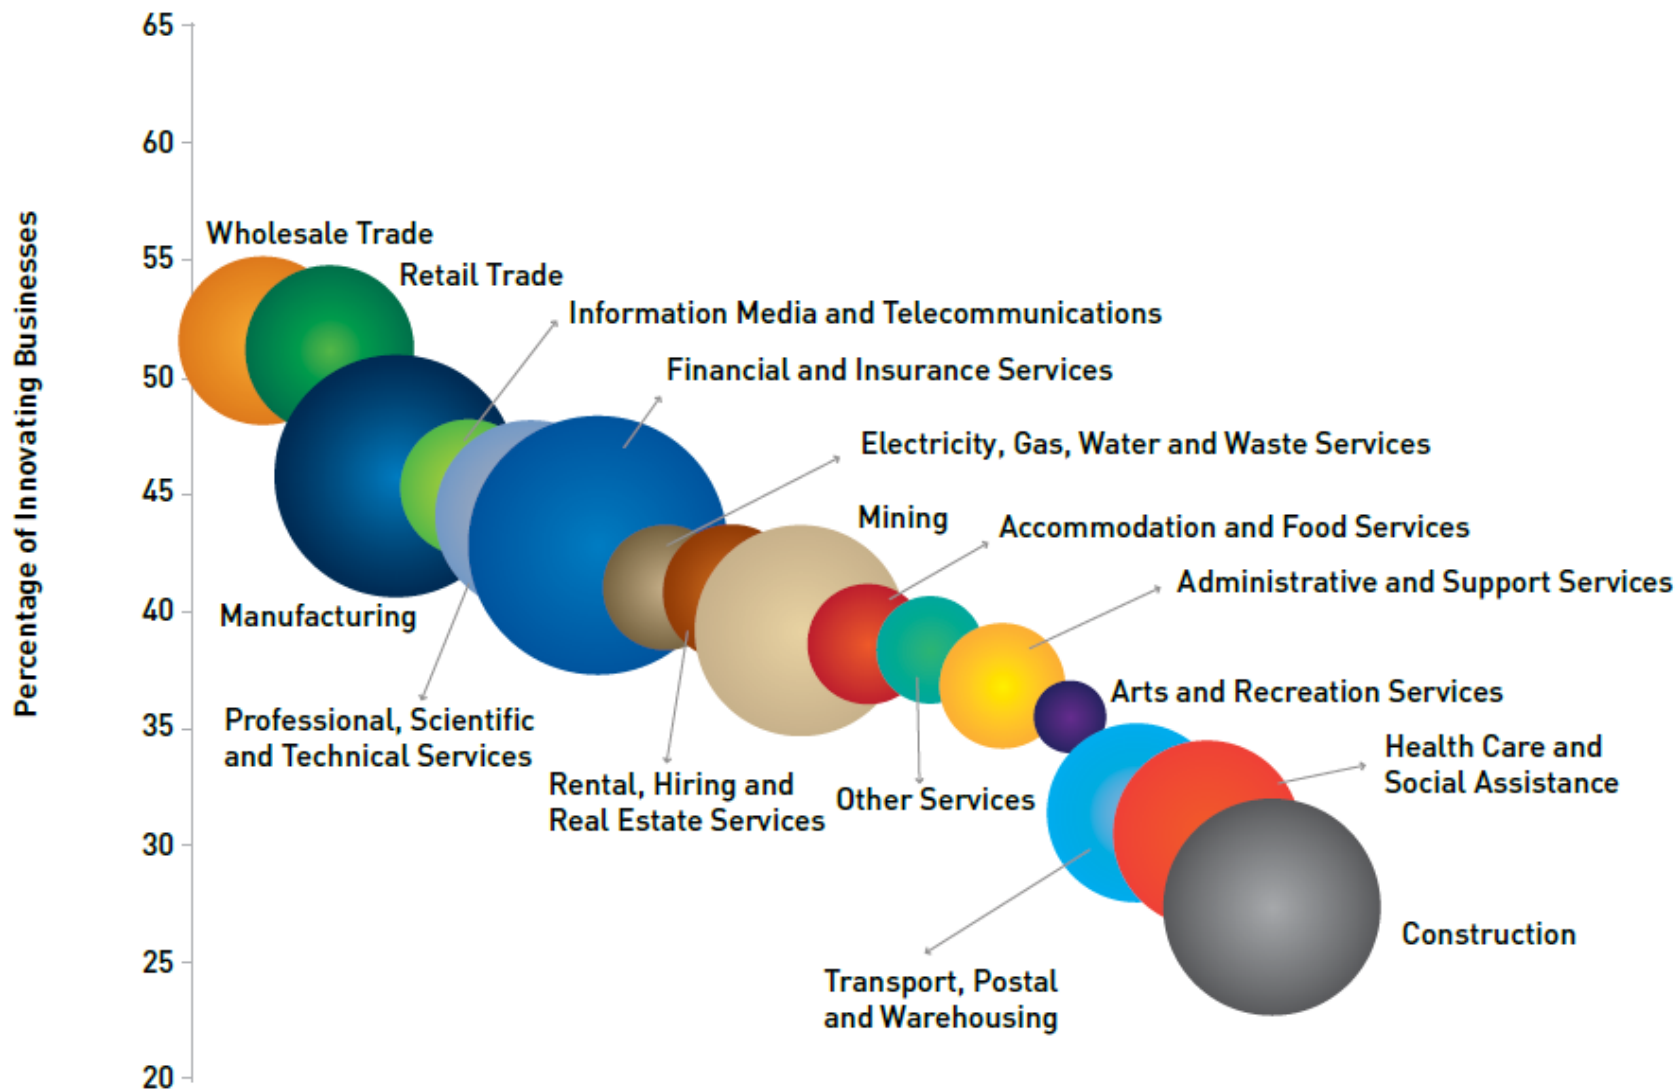 65
60
55
50
45
40
35
30
25
20
Percentage of Innovating Businesses
Wholesale Trade
Retail Trade
Information Media and Telecommunications
Financial and Insurance Services
Electricity, Gas, Water and Waste Services
Mining
Accommodation and Food Services
Administrative and Support Services
Manufacturing
Arts and Recreation Services
Professional, Scientific
and Technical Services
Health Care and
Social Assistance
Rental, Hiring and
Real Estate Services
Other Services
Construction
Transport, Postal
and Warehousing